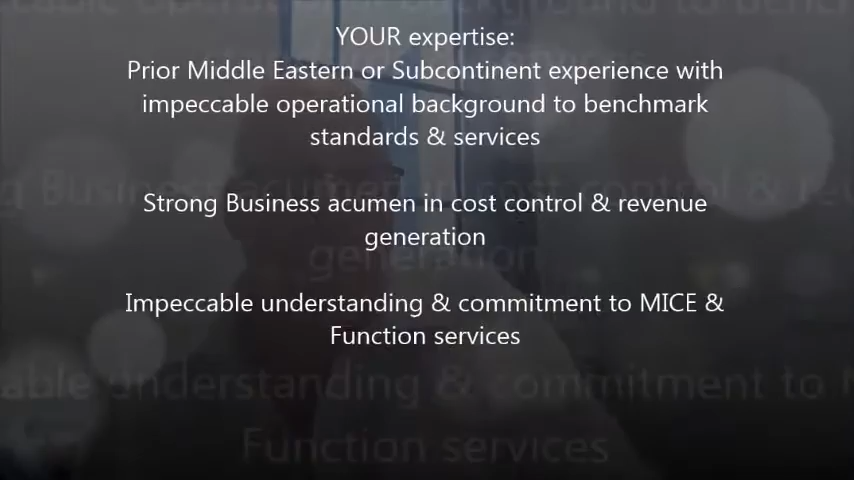 YOUR expertise:
Prior Middle Eastern or Subcontinent experience with
impeccable operational background to benchmark
standards & services
Strong Business acumen in cost control & revenue
generation
Impeccable understanding & commitment to MICE &
Function services